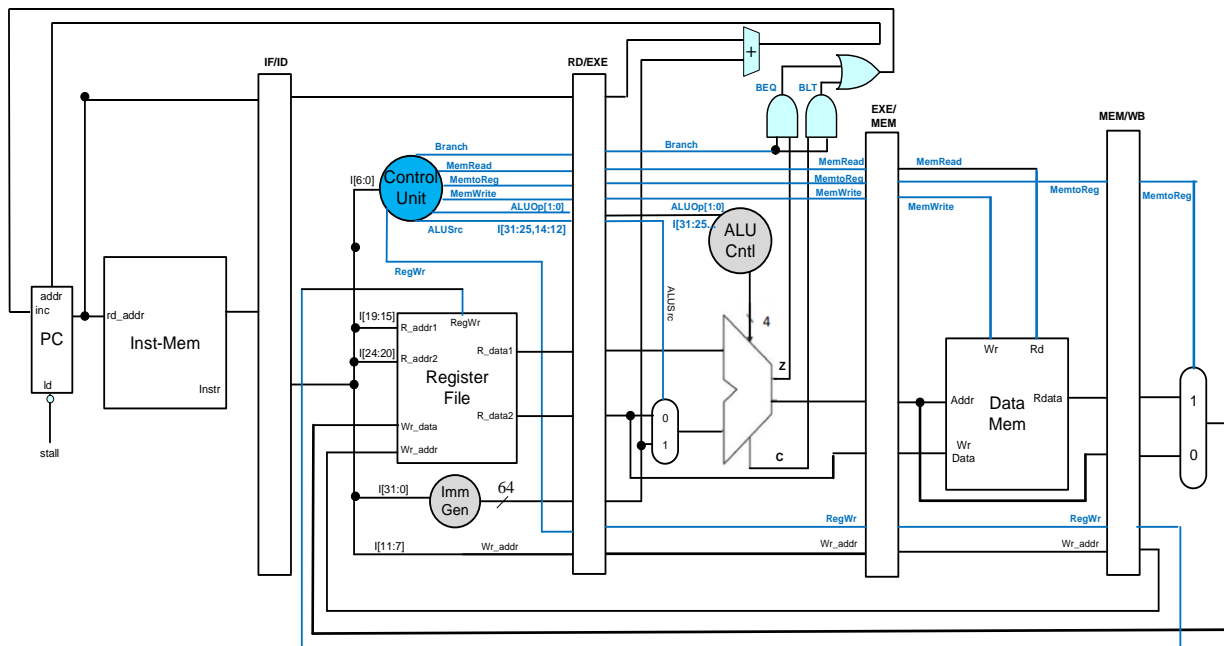 IF/ID
RD/EXE
EXE/
MEM
MEM/WB
BEQ
BLT
+
Branch
Branch
MemRead
MemRead
MemRead
MemtoReg
MemtoReg
MemtoReg
MemtoReg
MemWrite
MemWrite
MemWrite
Control
Unit
I[6:0]
ALUOp[1:0]
ALUOp[1:0]
ALUSrc
I[31:25,14:12]
I[31:25..
ALU
Cntl
RegWr
ALUSrc
4
addr
inc
PC
ld
stall
rd_addr
Inst-Mem
Instr
I[19:15]
R_addr1
RegWr
I[24:20]
R_addr2
R_data1
Register
File
R_data2
Wr_data
Wr_addr
0
1
Z
C
Wr
Rd
Addr
Data
Mem
Rdata
Wr
Data
1
0
I[31:0]
Imm
Gen
64
RegWr
RegWr
I[11:7]
Wr_addr
Wr_addr
Wr_addr